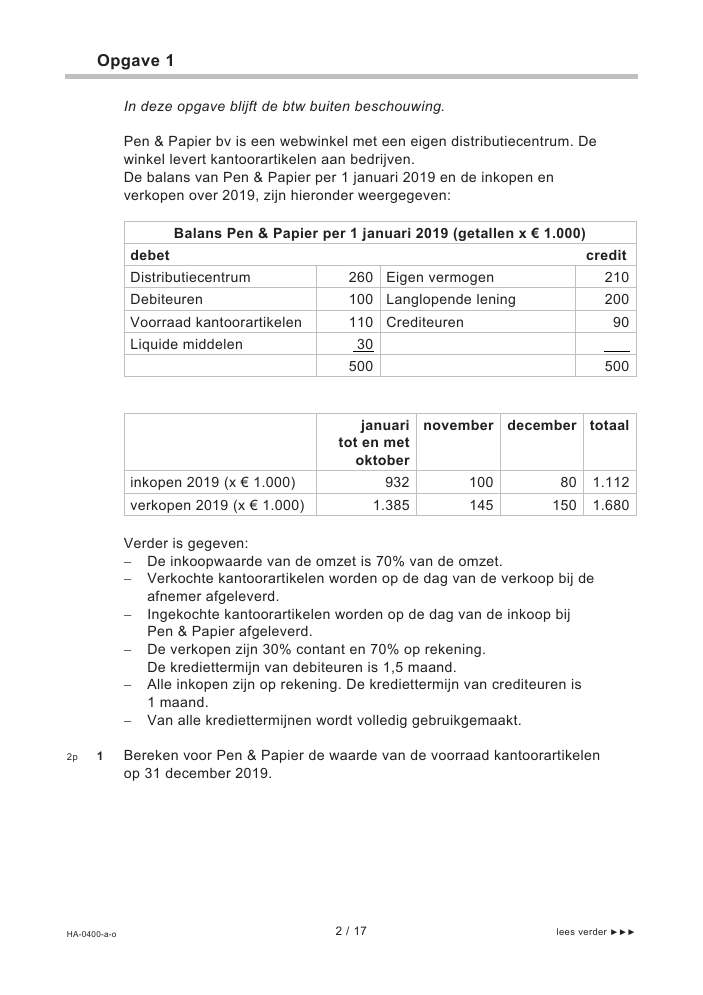 Opgave 1
In deze opgave blijft de btw buiten beschouwing.
Pen & Papier bv is een webwinkel met een eigen distributiecentrum. De
winkel levert kantoorartikelen aan bedrijven.
De balans van Pen & Papier per 1 januari 2019 en de inkopen en
verkopen over 2019, zijn hieronder weergegeven:
Balans Pen & Papier per 1 januari 2019 (getallen x € 1.000)
debet credit
Distributiecentrum 260 Eigen vermogen 210
Debiteuren 100 Langlopende lening 200
Voorraad kantoorartikelen 110 Crediteuren 90
Liquide middelen 30
500 500
januari november december totaal
tot en met
oktober
inkopen 2019 (x € 1.000) 932 100 80 1.112
verkopen 2019 (x € 1.000) 1.385 145 150 1.680
Verder is gegeven:
– De inkoopwaarde van de omzet is 70% van de omzet.
– Verkochte kantoorartikelen worden op de dag van de verkoop bij de
afnemer afgeleverd.
– Ingekochte kantoorartikelen worden op de dag van de inkoop bij
Pen & Papier afgeleverd.
– De verkopen zijn 30% contant en 70% op rekening.
De krediettermijn van debiteuren is 1,5 maand.
– Alle inkopen zijn op rekening. De krediettermijn van crediteuren is
1 maand.
– Van alle krediettermijnen wordt volledig gebruikgemaakt.
2p 1 Bereken voor Pen & Papier de waarde van de voorraad kantoorartikelen
op 31 december 2019.
HA-0400-a-o 2 / 17 lees verder ►►►